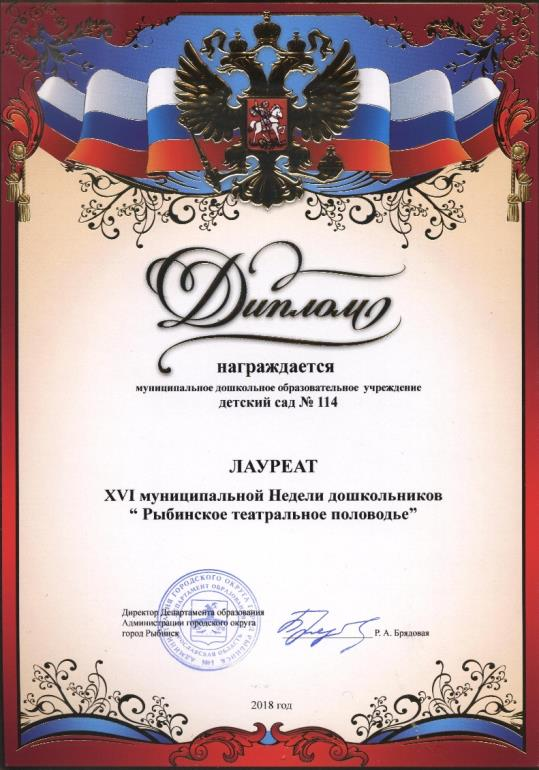 Диплом
награждается
муниципальное дошкольное образовательное учреждение
детский сад № 114
ЛАУРЕАТ
XVI муниципальной Недели дошкольников
“ Рыбинское театральное половодье”
Директор Департамента образования
Администрации городского округа
город Рыбинск
Р. А. Брядовая
2018 год